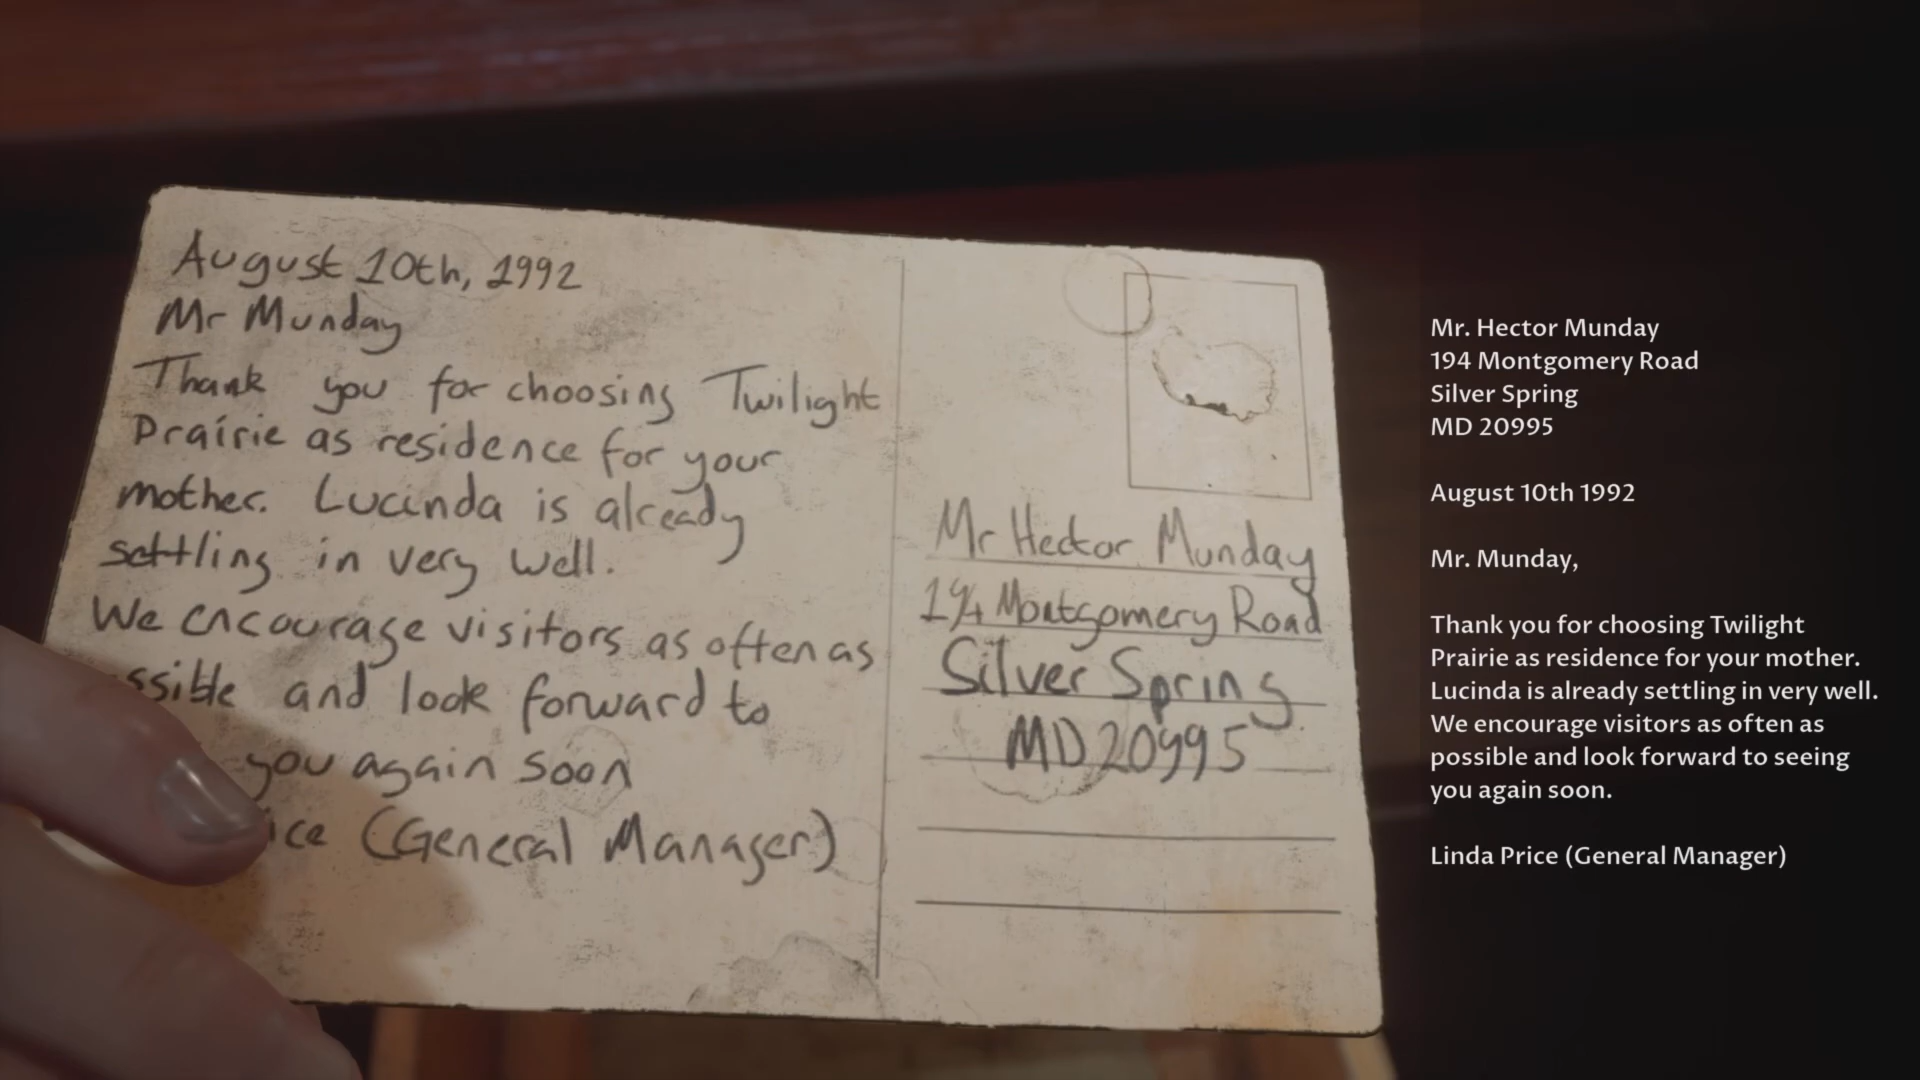 August 10th, 1992
Mr Munday
Thank you for choosing Twilight
Prairie as residence for your
mother. Lucinda is already
settling in very well.
We encourage visitors as often as
ssible and look forward to
you again soon
ice (General Manager)
Mr Hector Munday
194 Montgomery Road
Silver Spring
MD 20995
Mr. Hector Munday
194 Montgomery Road
Silver Spring
MD 20995
August 10th 1992
Mr. Munday,
Thank you for choosing Twilight
Prairie as residence for your mother.
Lucinda is already settling in very well.
We encourage visitors as often as
possible and look forward to seeing
you again soon.
Linda Price (General Manager)